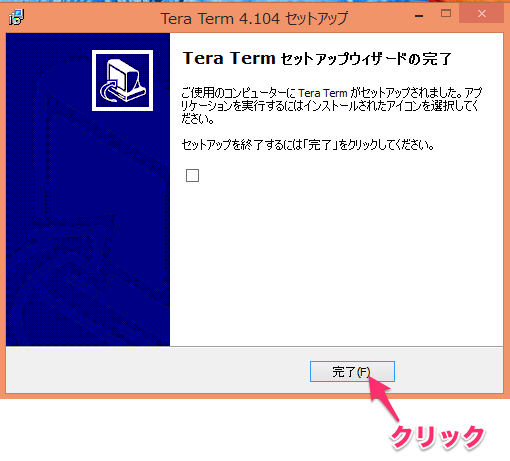 Tera Term 4.104 セットアップ
Tera Term セットアップウィザードの完了
ご使用のコンピューターに Tera Term がセットアップされました。アプ
リケーションを実行するにはインストールされたアイコンを選択してく
ださい。
セットアップを終了するには「完了」をクリックしてください。
完了(F)
クリック